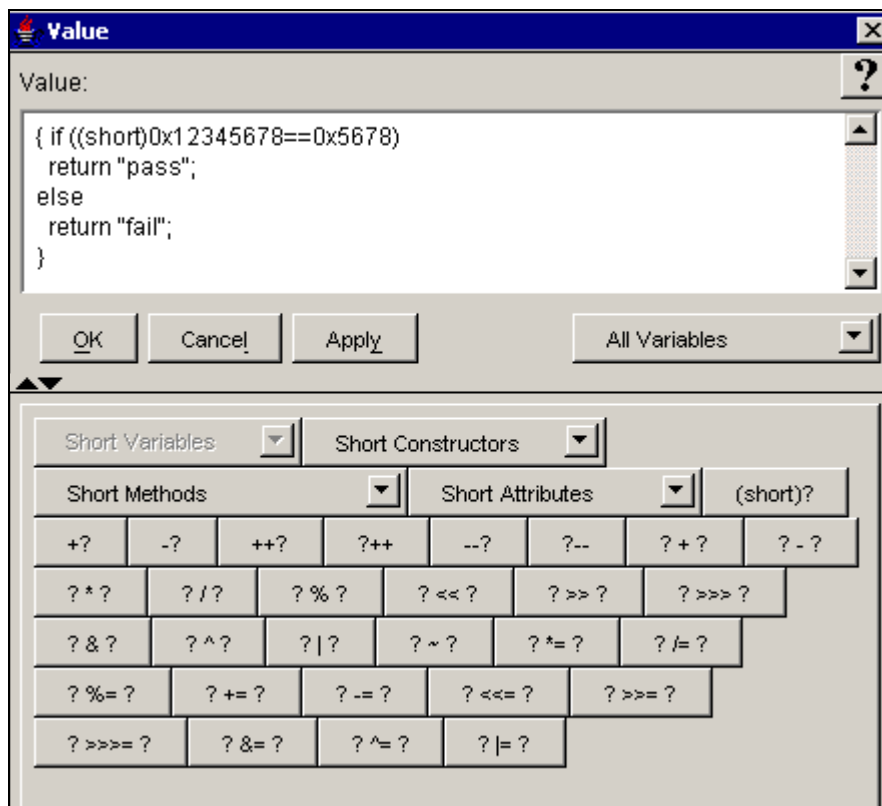 Value
Value:
?
{ if ((short)0x12345678==0x5678)
return "pass";
else
return "fail";
}
OK Cancel Apply All Variables
Short Variables Short Constructors
Short Methods Short Attributes (short)?
+? -? ++? ?++ --? ?-- ? + ? ? - ?
? * ? ? / ? ? % ? ? << ? ? >> ? ? >>> ?
? & ? ? ^ ? ? | ? ? ~ ? ? *= ? ? /= ?
? %= ? ? += ? ? -= ? ? <<= ? ? >>= ?
? >>>= ? ? &= ? ? ^= ? ? |= ?